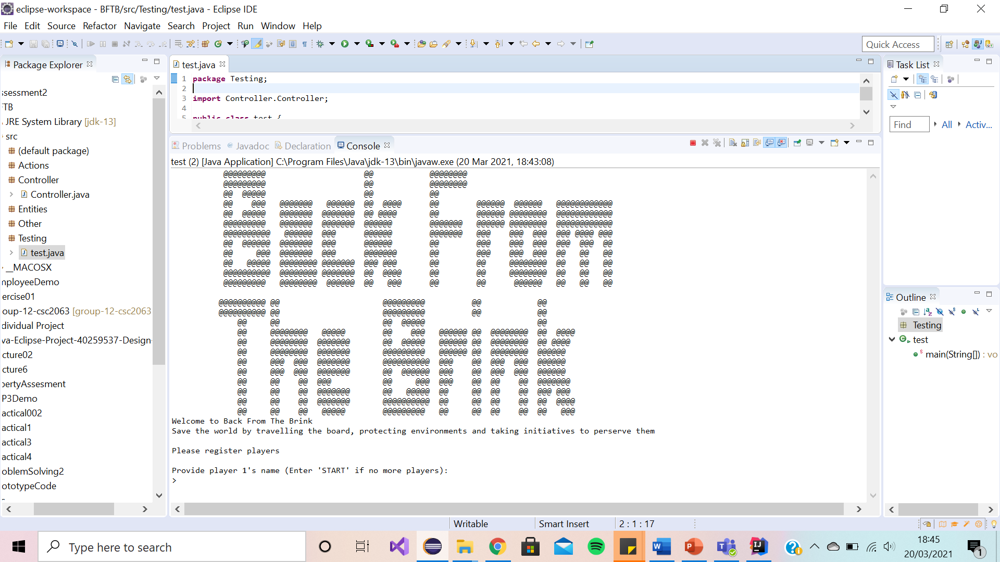 eclipse-workspace - BFTB/src/Testing/test.java - Eclipse IDE
File Edit Source Refactor Navigate Search Project Run Window Help
Quick Access
Package Explorer
ssessment2
FTB
JRE System Library [jdk-13]
src
(default package)
Actions
Controller
Controller.java
Entities
Other
Testing
test.java
__MACOSX
mployeeDemo
ercise01
oup-12-csc2063 [group-12-csc2063
dividual Project
va-Eclipse-Project-40259537-Design-
cture02
cture6
pertyAssesment
P3Demo
actical002
actical1
actical3
actical4
oblemSolving2
ototypeCode
test.java
1 package Testing;
2
3 import Controller.Controller;
4
5 public class test {
Problems Javadoc Declaration Console
test (2) [Java Application] C:\Program Files\Java\jdk-13\bin\javaw.exe (20 Mar 2021, 18:43:08)
Back From
The Brink
Welcome to Back From The Brink
Save the world by travelling the board, protecting environments and taking initiatives to perserve them
Please register players
Provide player 1's name (Enter 'START' if no more players):
>
Task List
Find All Activ...
Outline
Testing
test
main(String[]) : vo
Writable Smart Insert 2 : 1 : 17
Type here to search
18:45
20/03/2021
1